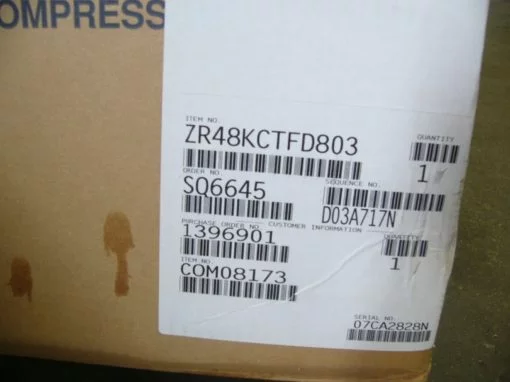 OMPRESS
ITEM NO.
QUANTITY
ZR48KCTFD803
1
ORDER NO.
SEQUENCE NO.
SQ6645
D03A717N
PURCHASE ORDER NO.
CUSTOMER INFORMATION
QUANTITY
1396901
1
ITEM NO.
COM08173
SERIAL NO.
07CA2828N